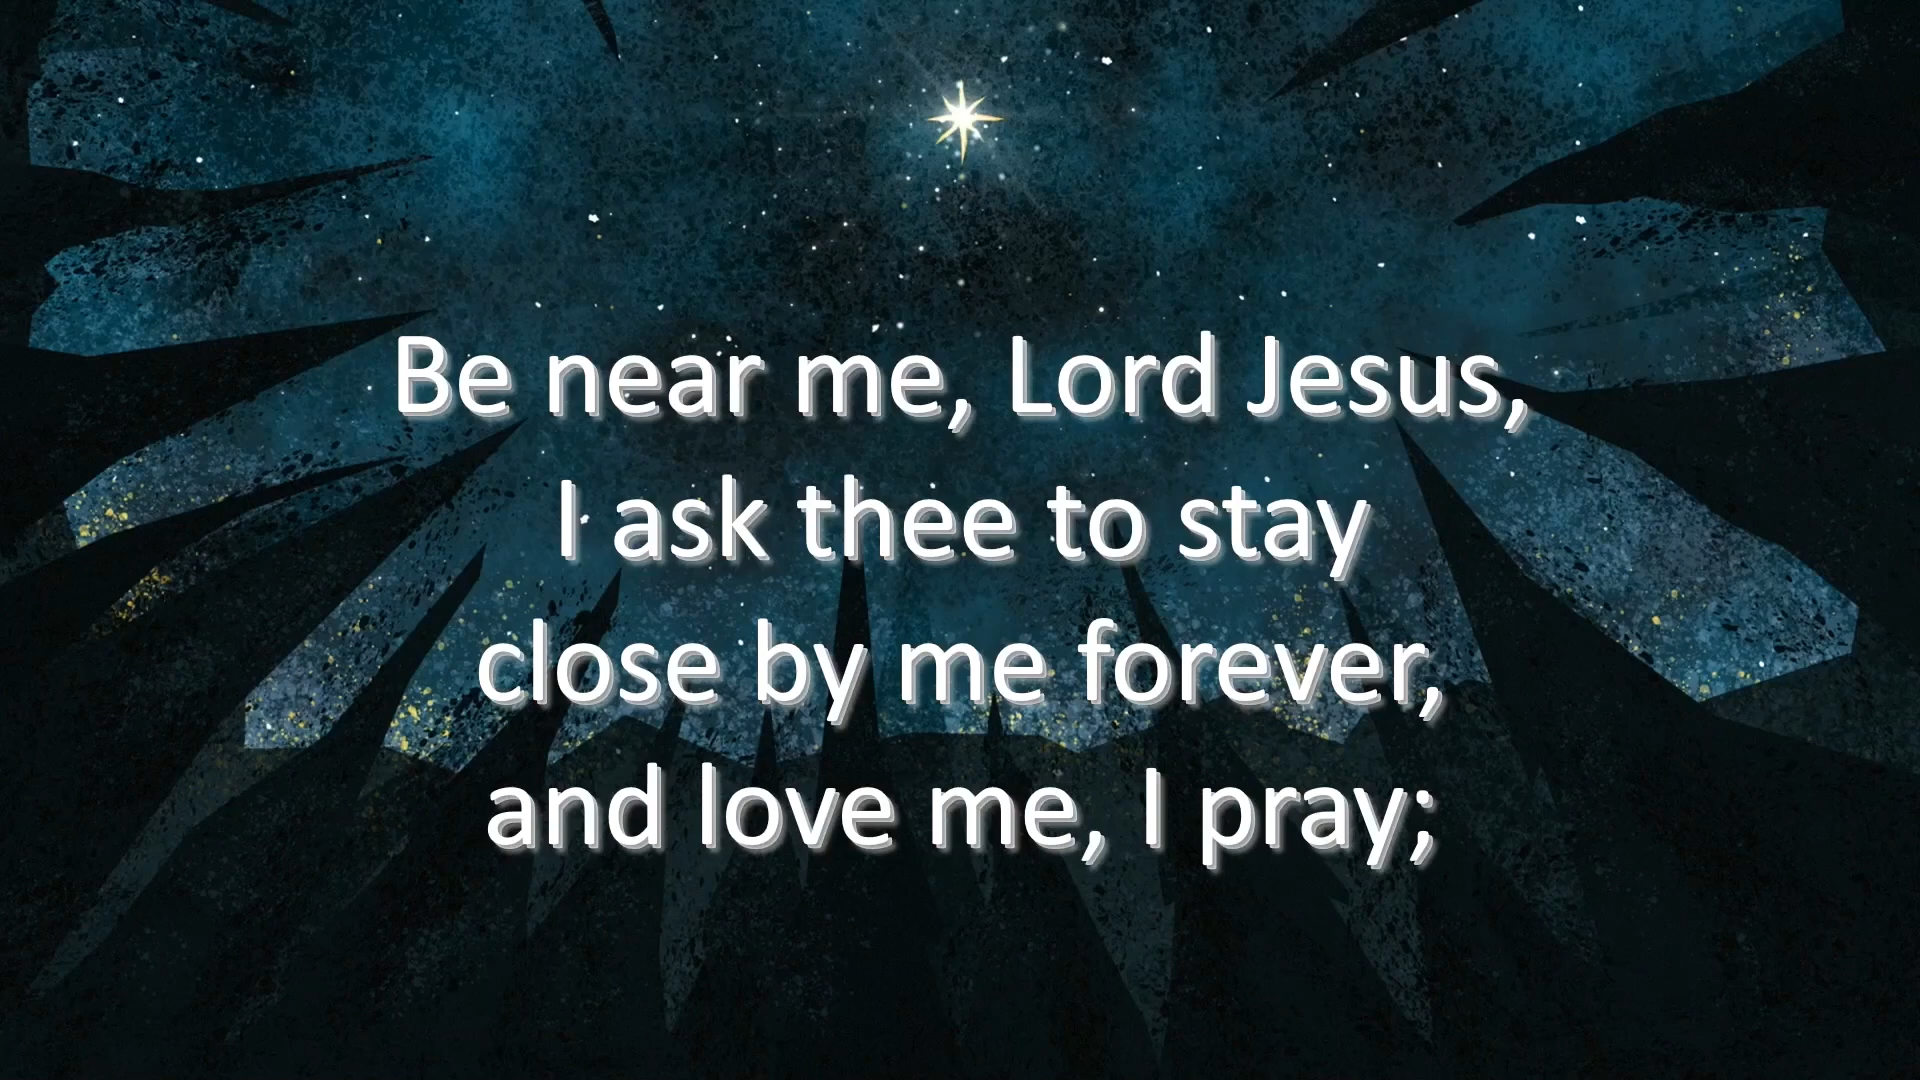 Be near me, Lord Jesus,
I ask thee to stay
close by me forever,
and love me, I pray;